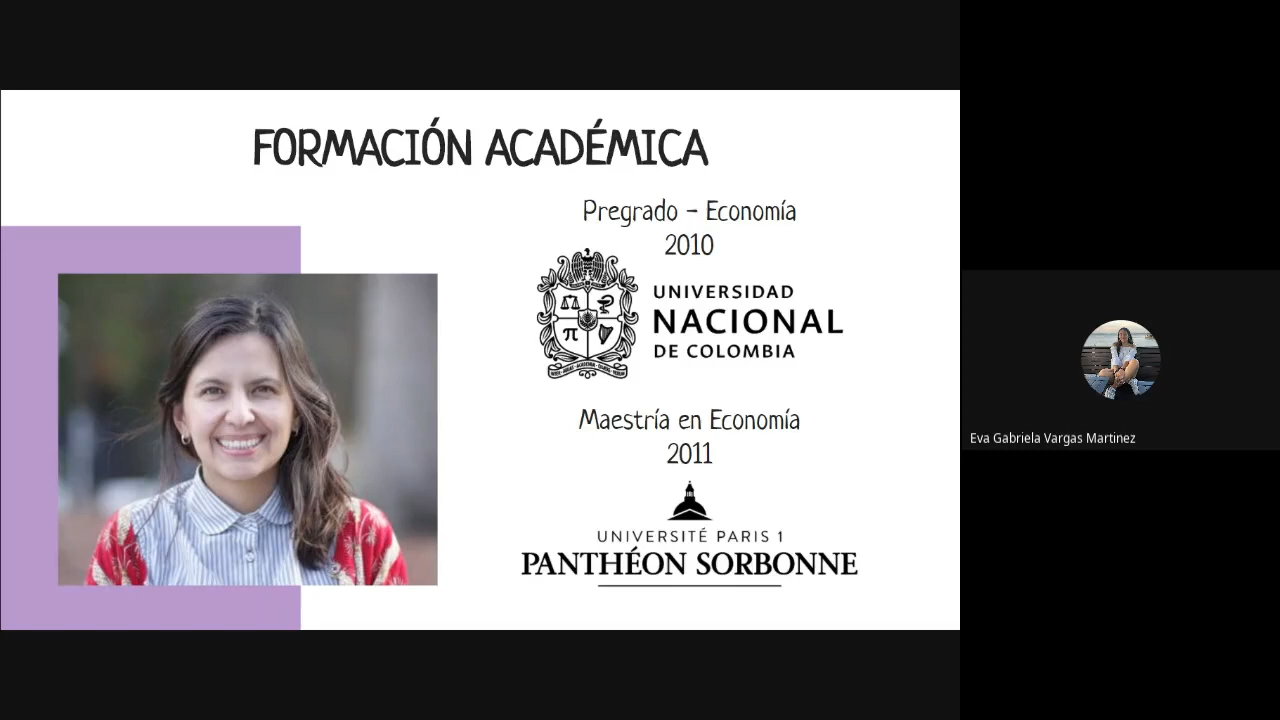 FORMACIÓN ACADÉMICA
Pregrado - Economía
2010
UNIVERSIDAD
NACIONAL
DE COLOMBIA
Maestría en Economía
2011
UNIVERSITÉ PARIS 1
PANTHÉON SORBONNE
Eva Gabriela Vargas Martinez